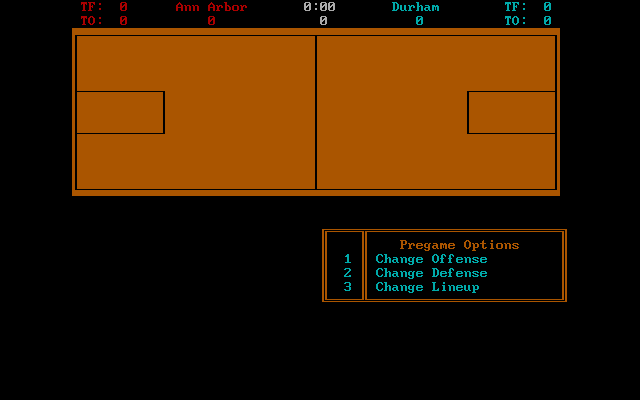 TF: 0 Ann Arbor 0:00 Durham TF: 0
TO: 0 0 0 0 TO: 0
Pregame Options
1 Change Offense
2 Change Defense
3 Change Lineup